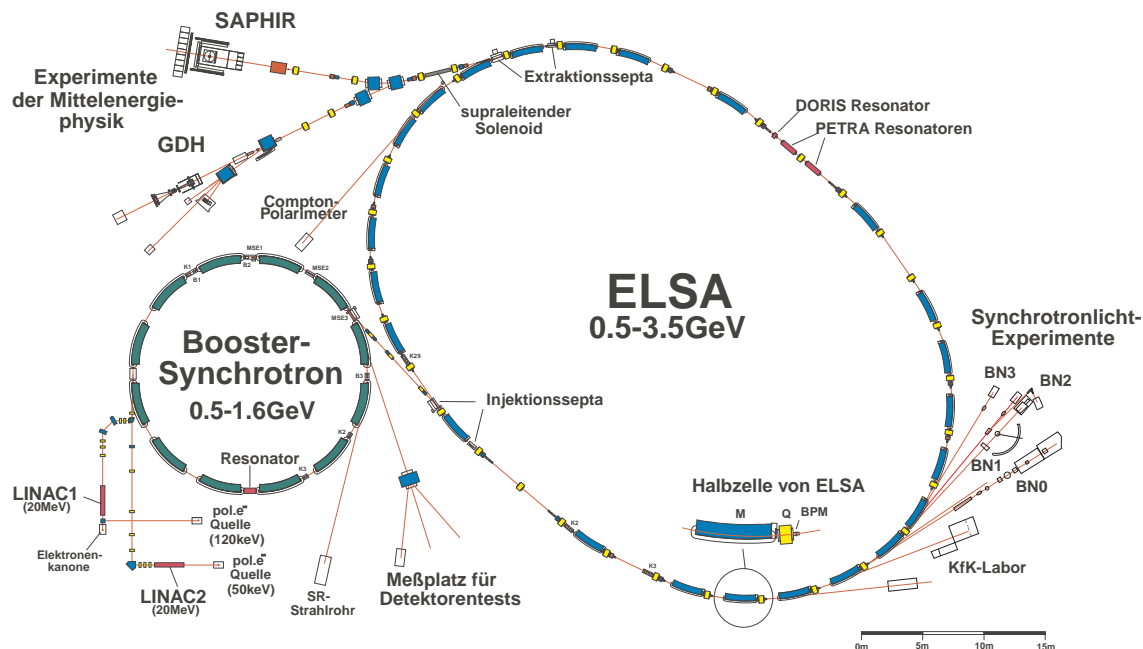 SAPHIR
Experimente
der Mittelenergie-
physik
GDH
Extraktionssepta
supraleitender
Solenoid
DORIS Resonator
PETRA Resonatoren
Compton-
Polarimeter
ELSA
0.5-3.5GeV
MSE1
B2
K1
B1
MSE2
MSE3
Booster-
Synchrotron
0.5-1.6GeV
B3
K2
K3
Resonator
K29
Injektionssepta
Synchrotronlicht-
Experimente
BN3
BN2
BN1
BN0
KfK-Labor
Halbzelle von ELSA
M
Q
BPM
K2
K3
LINAC1
(20MeV)
Elektronen-
kanone
pol.e⁻
Quelle
(120keV)
pol.e⁻
Quelle
(50keV)
LINAC2
(20MeV)
SR-
Strahlrohr
Meßplatz für
Detektorentests
0m
5m
10m
15m